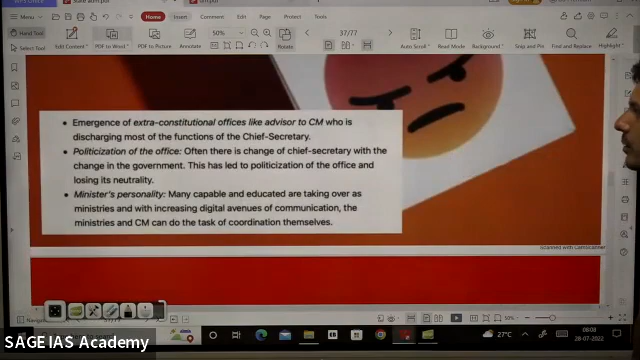 Menu
Home
Insert
Comment
Hand Tool
Select Tool
Edit Content
PDF to Word
PDF to Picture
Annotate
50%
Rotate
37/77
Auto Scroll
Read Mode
Background
Snip and Pin
Find and Replace
Highlight
• Emergence of extra-constitutional offices like advisor to CM who is
discharging most of the functions of the Chief-Secretary.
• Politicization of the office: Often there is change of chief-secretary with the
change in the government. This has led to politicization of the office and
losing its neutrality.
• Minister's personality: Many capable and educated are taking over as
ministries and with increasing digital avenues of communication, the
ministries and CM can do the task of coordination themselves.
Scanned with CamScanner
50%
SAGE IAS Academy
27°C
08:08
28-07-2022